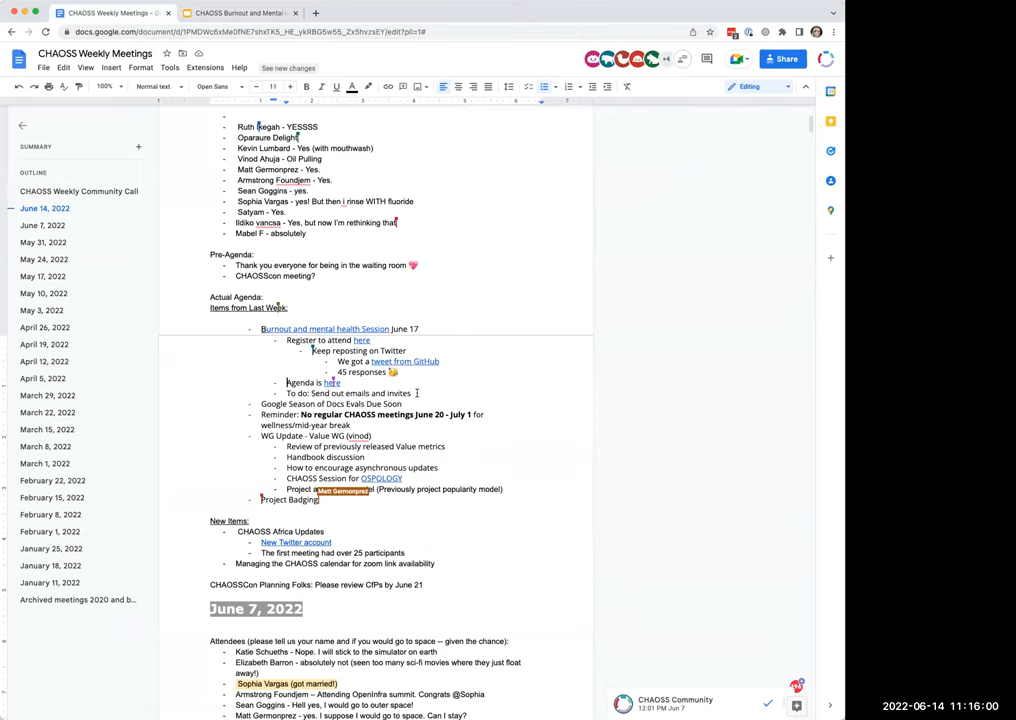 CHAOSS Weekly Meetings - G
CHAOSS Burnout and Mental
docs.google.com/document/d/1PMDWc6xMe0fNE7shxTK5_HE_ykRBG5w55_Zx5hvzsEY/edit?pli=1#
CHAOSS Weekly Meetings
File Edit View Insert Format Tools Extensions Help See new changes
+4
Share
100% Normal text Open Sans 11 Editing
SUMMARY
OUTLINE
CHAOSS Weekly Community Call
June 14, 2022
June 7, 2022
May 31, 2022
May 24, 2022
May 17, 2022
May 10, 2022
May 3, 2022
April 26, 2022
April 19, 2022
April 12, 2022
April 5, 2022
March 29, 2022
March 22, 2022
March 15, 2022
March 8, 2022
March 1, 2022
February 22, 2022
February 15, 2022
February 8, 2022
February 1, 2022
January 25, 2022
January 18, 2022
January 11, 2022
Archived meetings 2020 and b...
-
- Ruth Ikegah - YESSSS
- Oparaure Delight
- Kevin Lumbard - Yes (with mouthwash)
- Vinod Ahuja - Oil Pulling
- Matt Germonprez - Yes.
- Armstrong Foundjem - Yes.
- Sean Goggins - yes.
- Sophia Vargas - yes! But then i rinse WITH fluoride
- Satyam - Yes.
- Ildiko vancsa - Yes, but now I'm rethinking that
- Mabel F - absolutely
Pre-Agenda:
- Thank you everyone for being in the waiting room 💖
- CHAOSScon meeting?
Actual Agenda:
Items from Last Week:
- Burnout and mental health Session June 17
- Register to attend here
- Keep reposting on Twitter
- We got a tweet from GitHub
- 45 responses 🥳
- Agenda is here
- To do: Send out emails and invites
- Google Season of Docs Evals Due Soon
- Reminder: No regular CHAOSS meetings June 20 - July 1 for
wellness/mid-year break
- WG Update - Value WG (vinod)
- Review of previously released Value metrics
- Handbook discussion
- How to encourage asynchronous updates
- CHAOSS Session for OSPOLOGY
- Project a (Previously project popularity model)
Matt Germonprez
- Project Badging
New Items:
- CHAOSS Africa Updates
- New Twitter account
- The first meeting had over 25 participants
- Managing the CHAOSS calendar for zoom link availability
CHAOSSCon Planning Folks: Please review CfPs by June 21
June 7, 2022
Attendees (please tell us your name and if you would go to space -- given the chance):
- Katie Schueths - Nope. I will stick to the simulator on earth
- Elizabeth Barron - absolutely not (seen too many sci-fi movies where they just float
away!)
- Sophia Vargas (got married!)
- Armstrong Foundjem – Attending OpenInfra summit. Congrats @Sophia
- Sean Goggins - Hell yes, I would go to outer space!
- Matt Germonprez - yes. I suppose I would go to space. Can I stay?
CHAOSS Community
12:01 PM Jun 7
2022-06-14 11:16:00